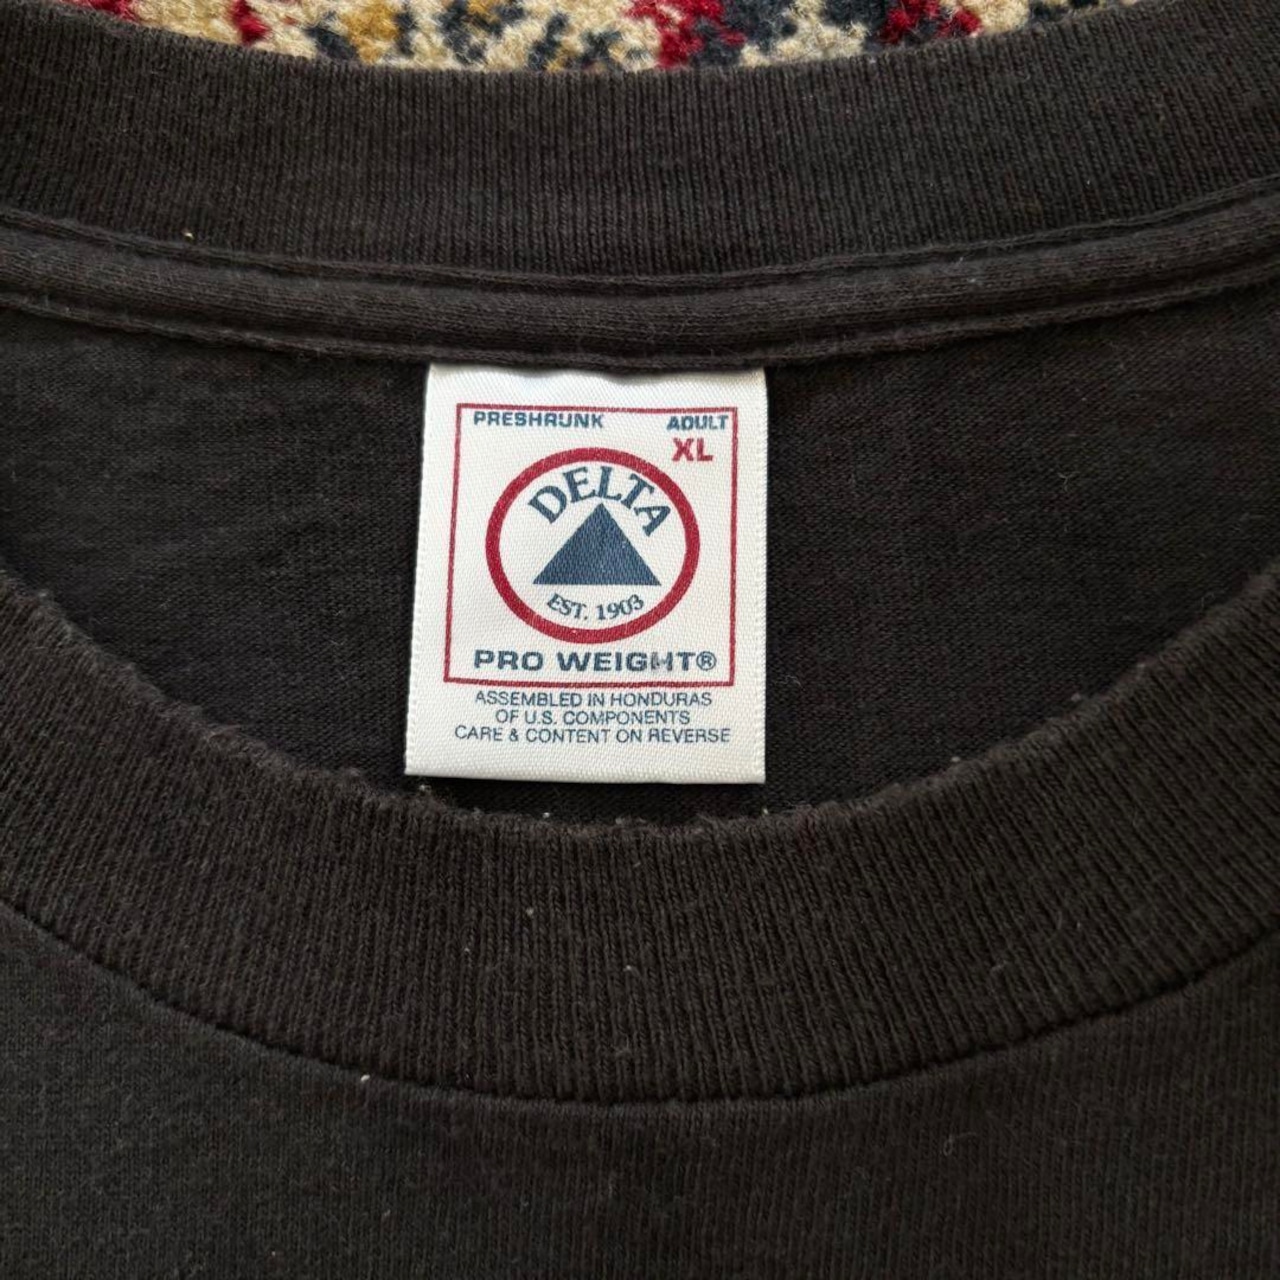 PRESHRUNK ADULT
XL
DELTA
EST. 1903
PRO WEIGHT®
ASSEMBLED IN HONDURAS
OF U.S. COMPONENTS
CARE & CONTENT ON REVERSE